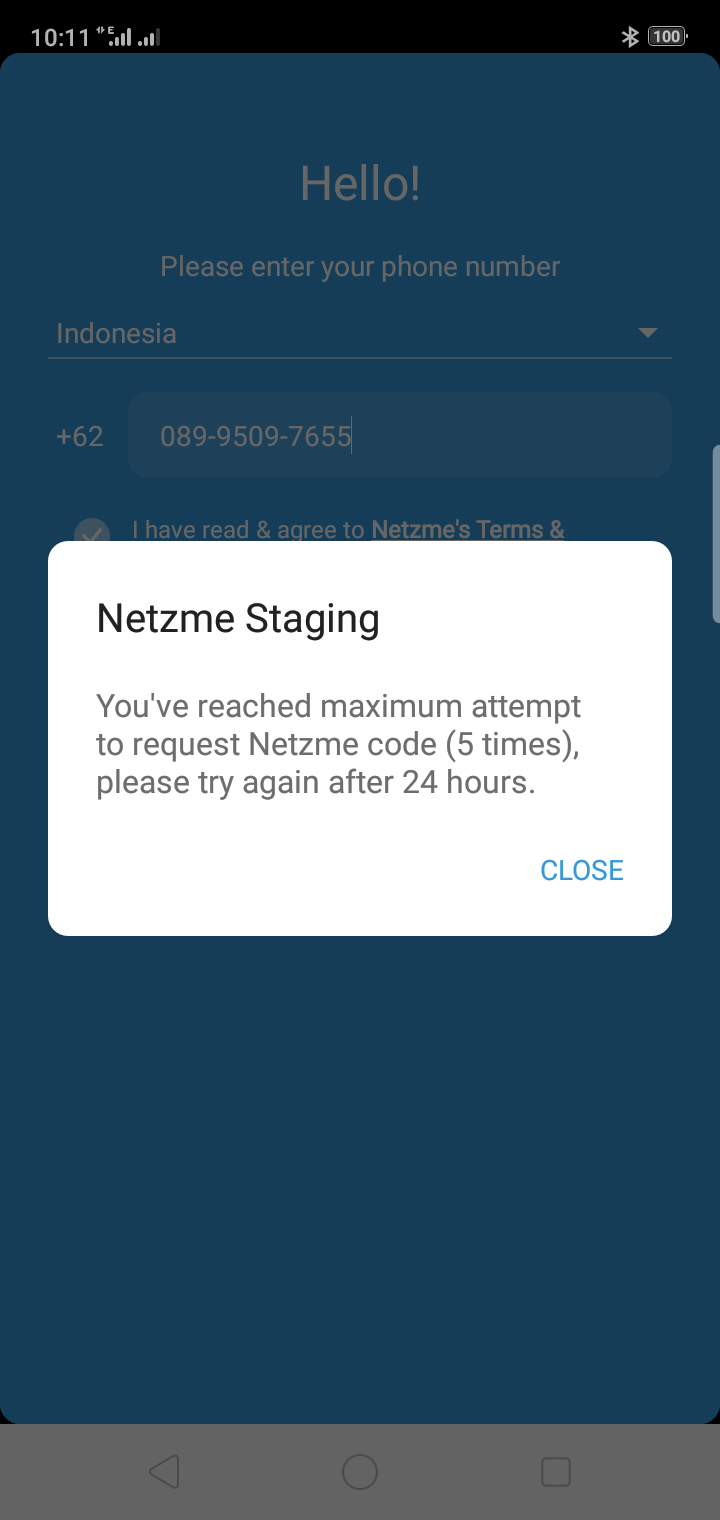 10:11
E
100
Hello!
Please enter your phone number
Indonesia
+62
089-9509-7655
I have read & agree to Netzme's Terms &
Netzme Staging
You've reached maximum attempt
to request Netzme code (5 times),
please try again after 24 hours.
CLOSE